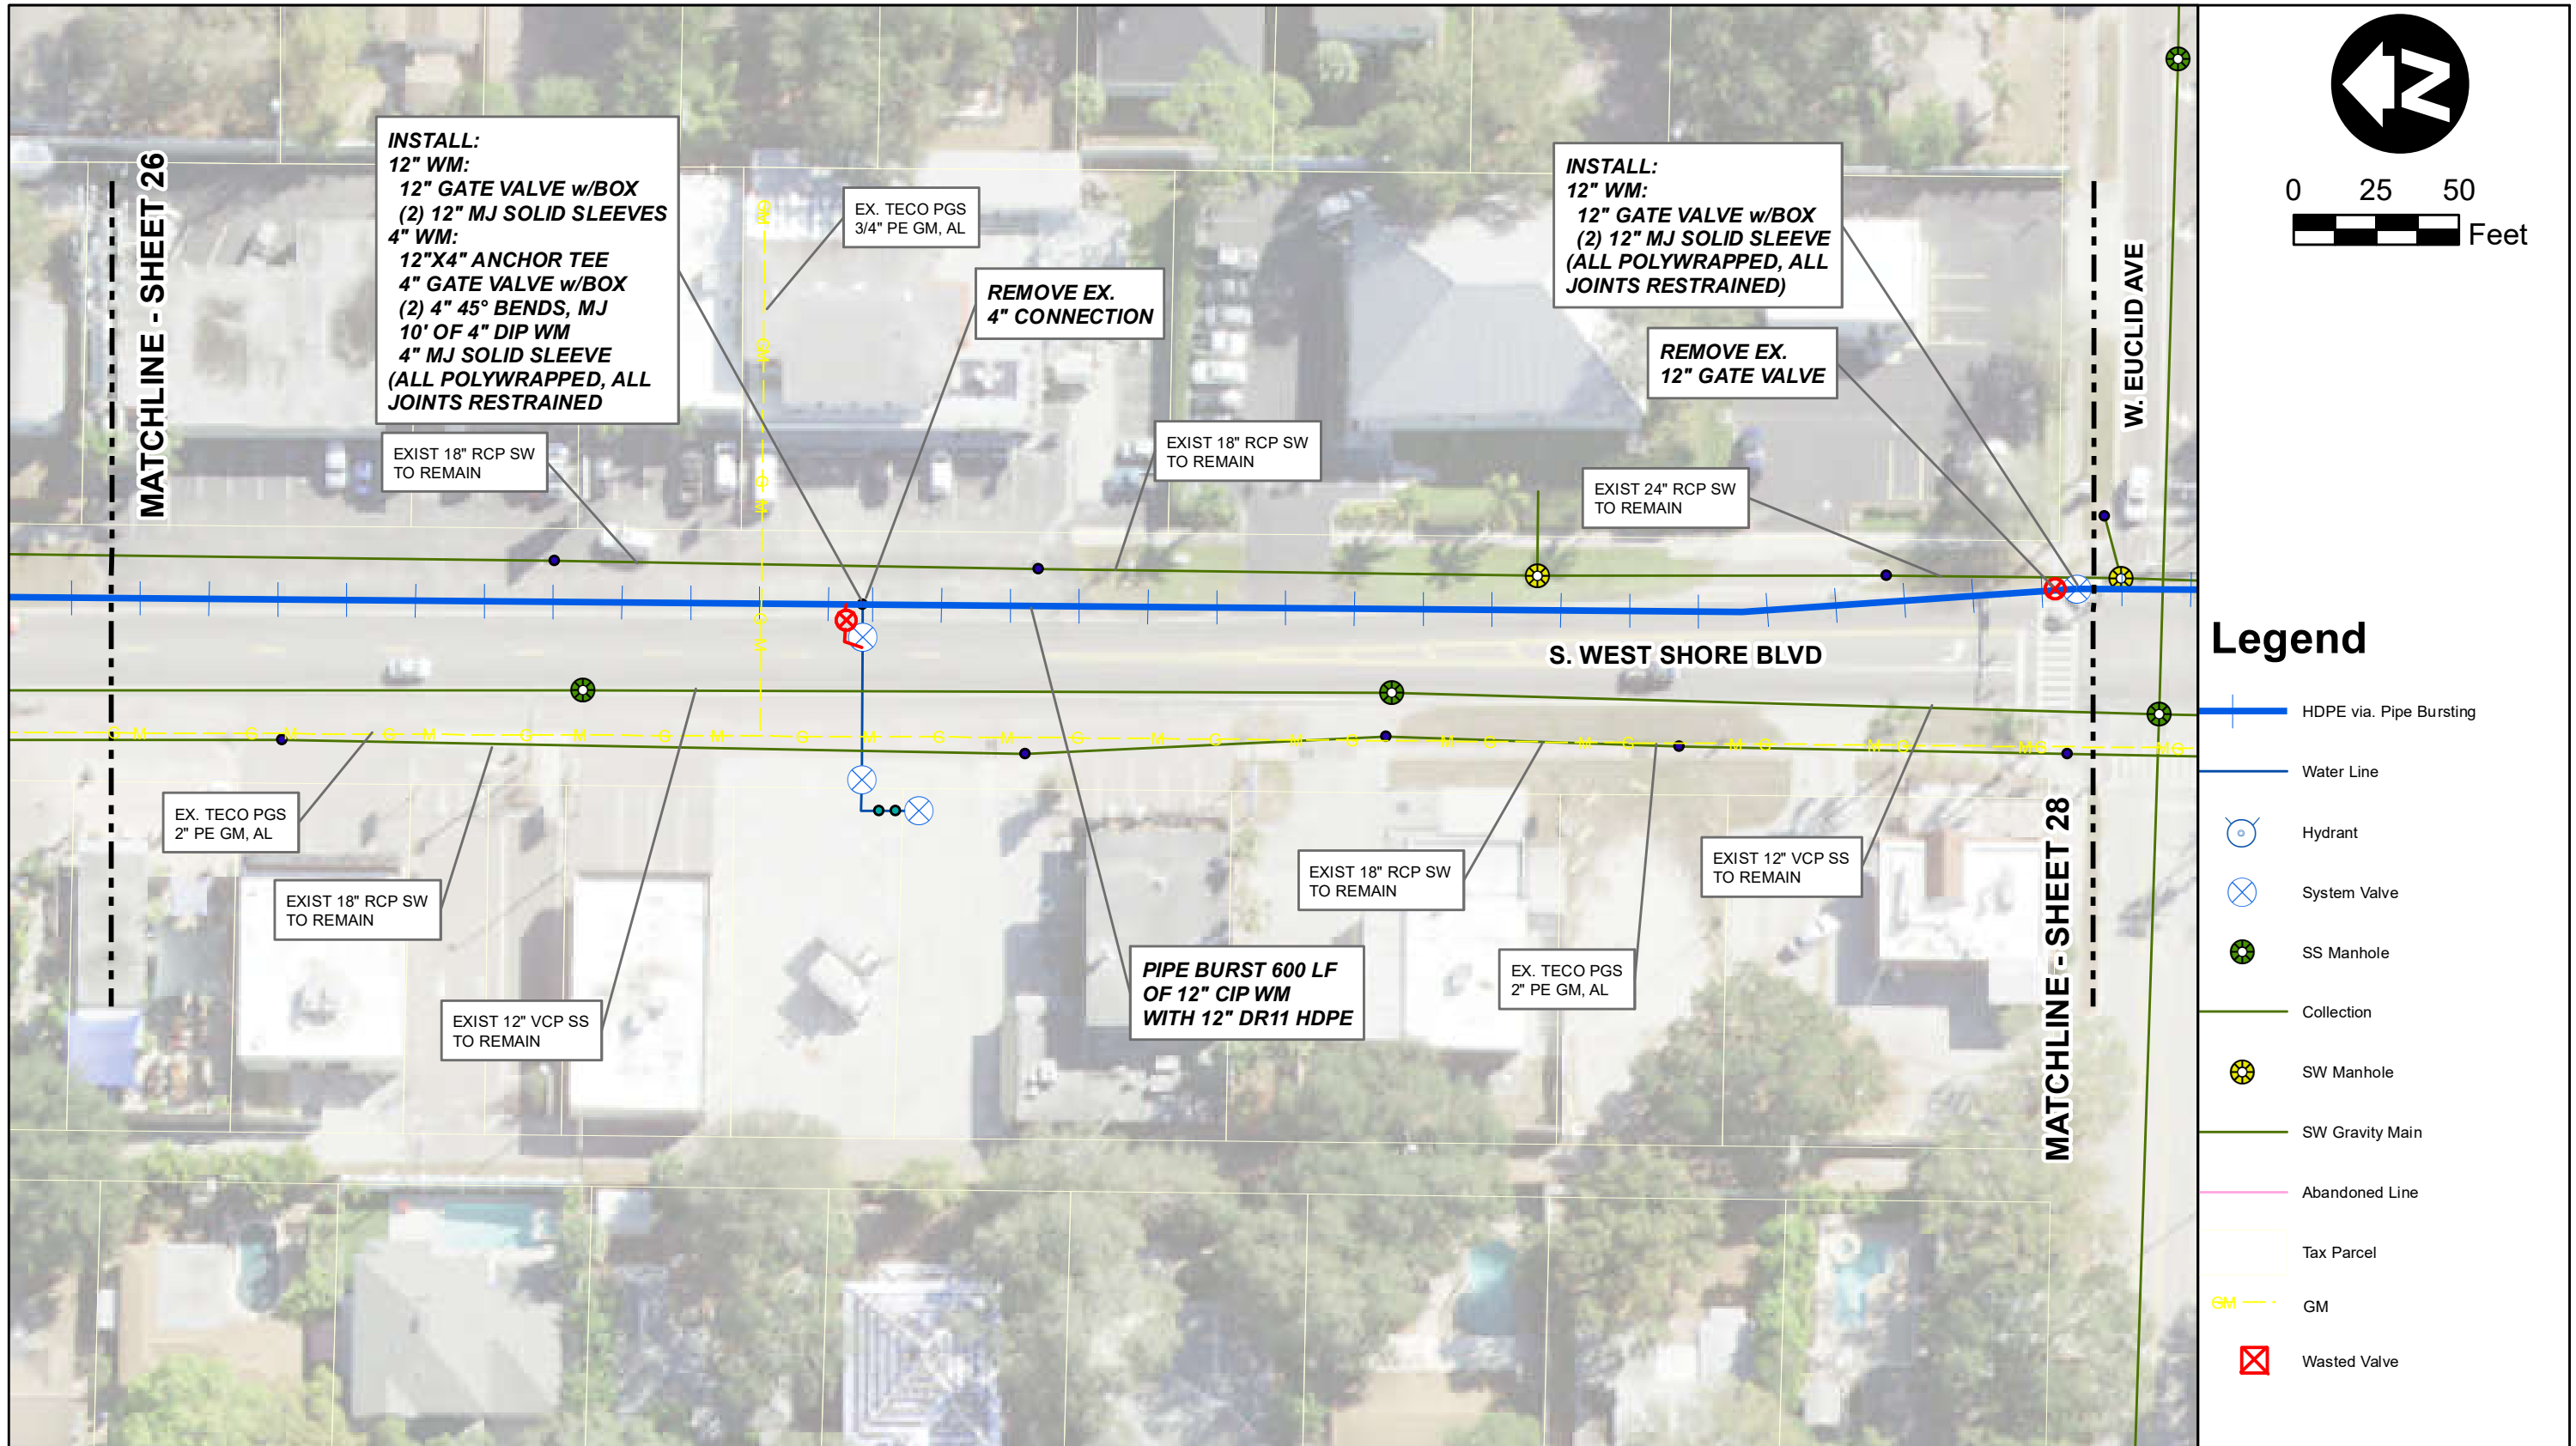 MATCHLINE - SHEET 26
INSTALL:
12" WM:
12" GATE VALVE w/BOX
(2) 12" MJ SOLID SLEEVES
4" WM:
12"X4" ANCHOR TEE
4" GATE VALVE w/BOX
(2) 4" 45° BENDS, MJ
10' OF 4" DIP WM
4" MJ SOLID SLEEVE
(ALL POLYWRAPPED, ALL
JOINTS RESTRAINED
EX. TECO PGS
3/4" PE GM, AL
REMOVE EX.
4" CONNECTION
INSTALL:
12" WM:
12" GATE VALVE w/BOX
(2) 12" MJ SOLID SLEEVE
(ALL POLYWRAPPED, ALL
JOINTS RESTRAINED)
REMOVE EX.
12" GATE VALVE
W. EUCLID AVE
EXIST 18" RCP SW
TO REMAIN
EXIST 18" RCP SW
TO REMAIN
EXIST 24" RCP SW
TO REMAIN
S. WEST SHORE BLVD
EX. TECO PGS
2" PE GM, AL
EXIST 18" RCP SW
TO REMAIN
EXIST 12" VCP SS
TO REMAIN
PIPE BURST 600 LF
OF 12" CIP WM
WITH 12" DR11 HDPE
EXIST 18" RCP SW
TO REMAIN
EX. TECO PGS
2" PE GM, AL
EXIST 12" VCP SS
TO REMAIN
MATCHLINE - SHEET 28
N
0 25 50
Feet
Legend
HDPE via. Pipe Bursting
Water Line
Hydrant
System Valve
SS Manhole
Collection
SW Manhole
SW Gravity Main
Abandoned Line
Tax Parcel
GM GM
Wasted Valve